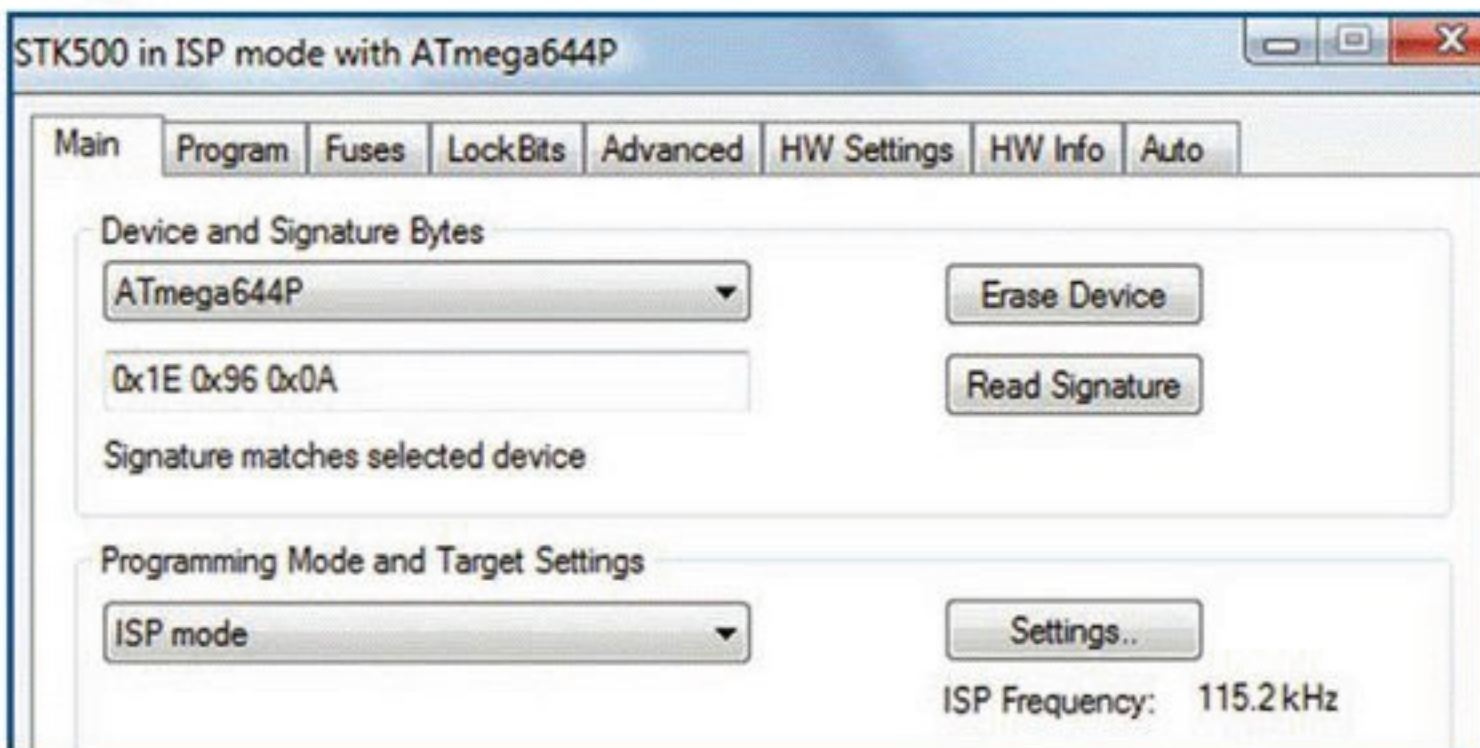 STK500 in ISP mode with ATmega644P
Main Program Fuses LockBits Advanced HW Settings HW Info Auto
Device and Signature Bytes
ATmega644P Erase Device
0x1E 0x96 0x0A Read Signature
Signature matches selected device
Programming Mode and Target Settings
ISP mode Settings..
ISP Frequency: 115.2 kHz